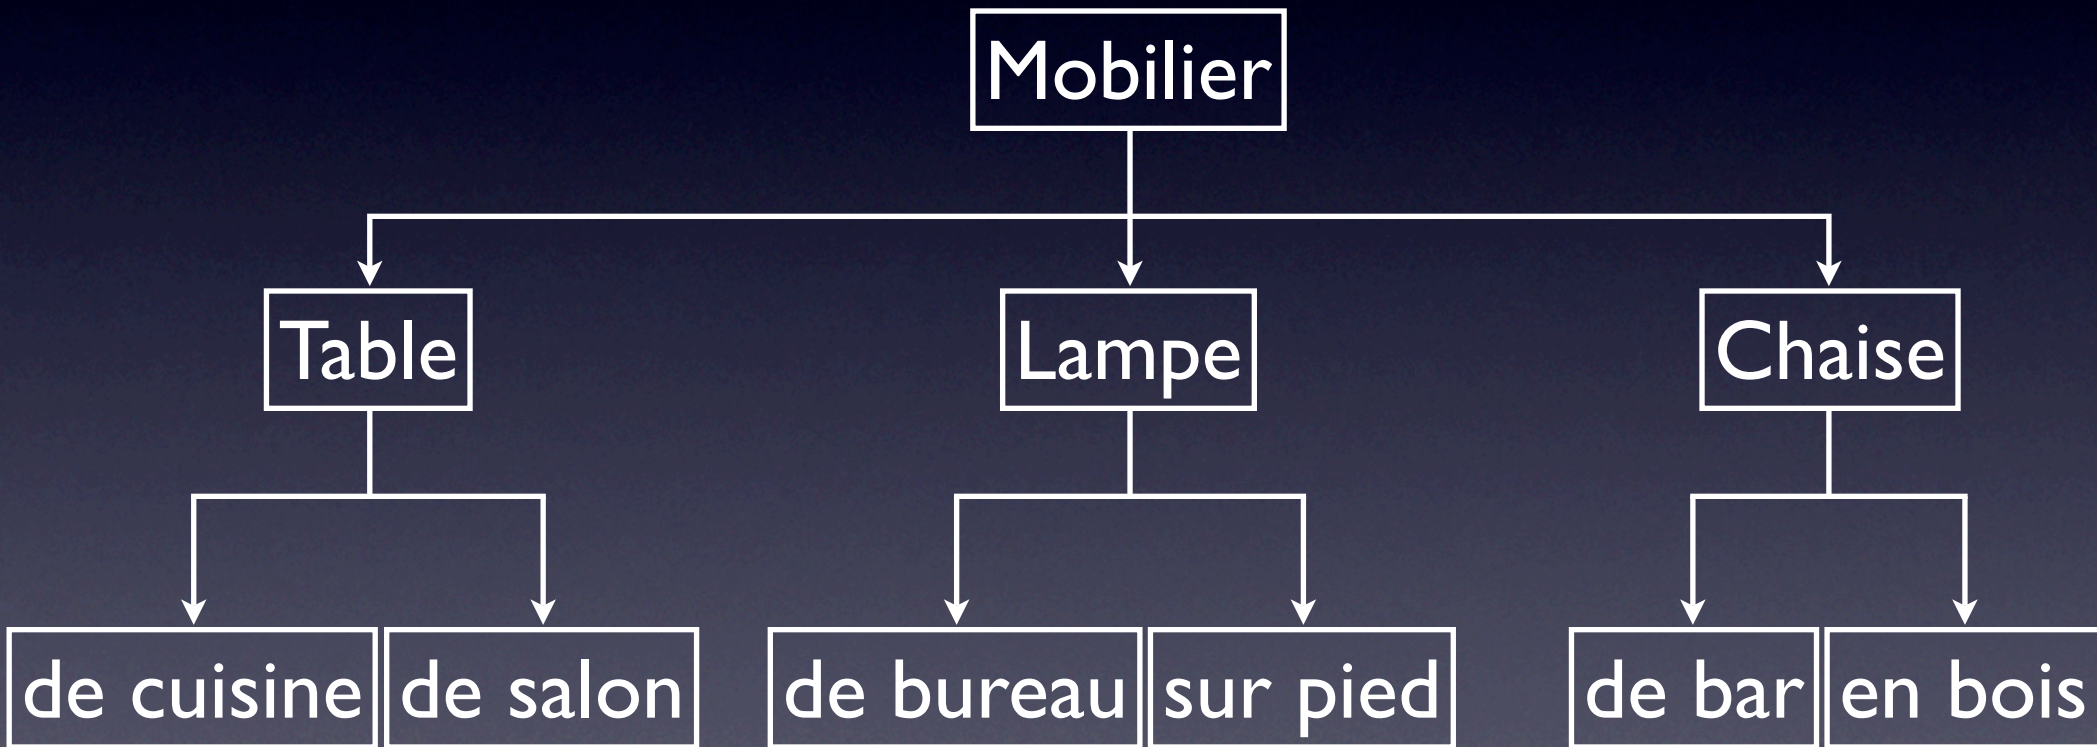 Mobilier
Table
Lampe
Chaise
de cuisine
de salon
de bureau
sur pied
de bar
en bois